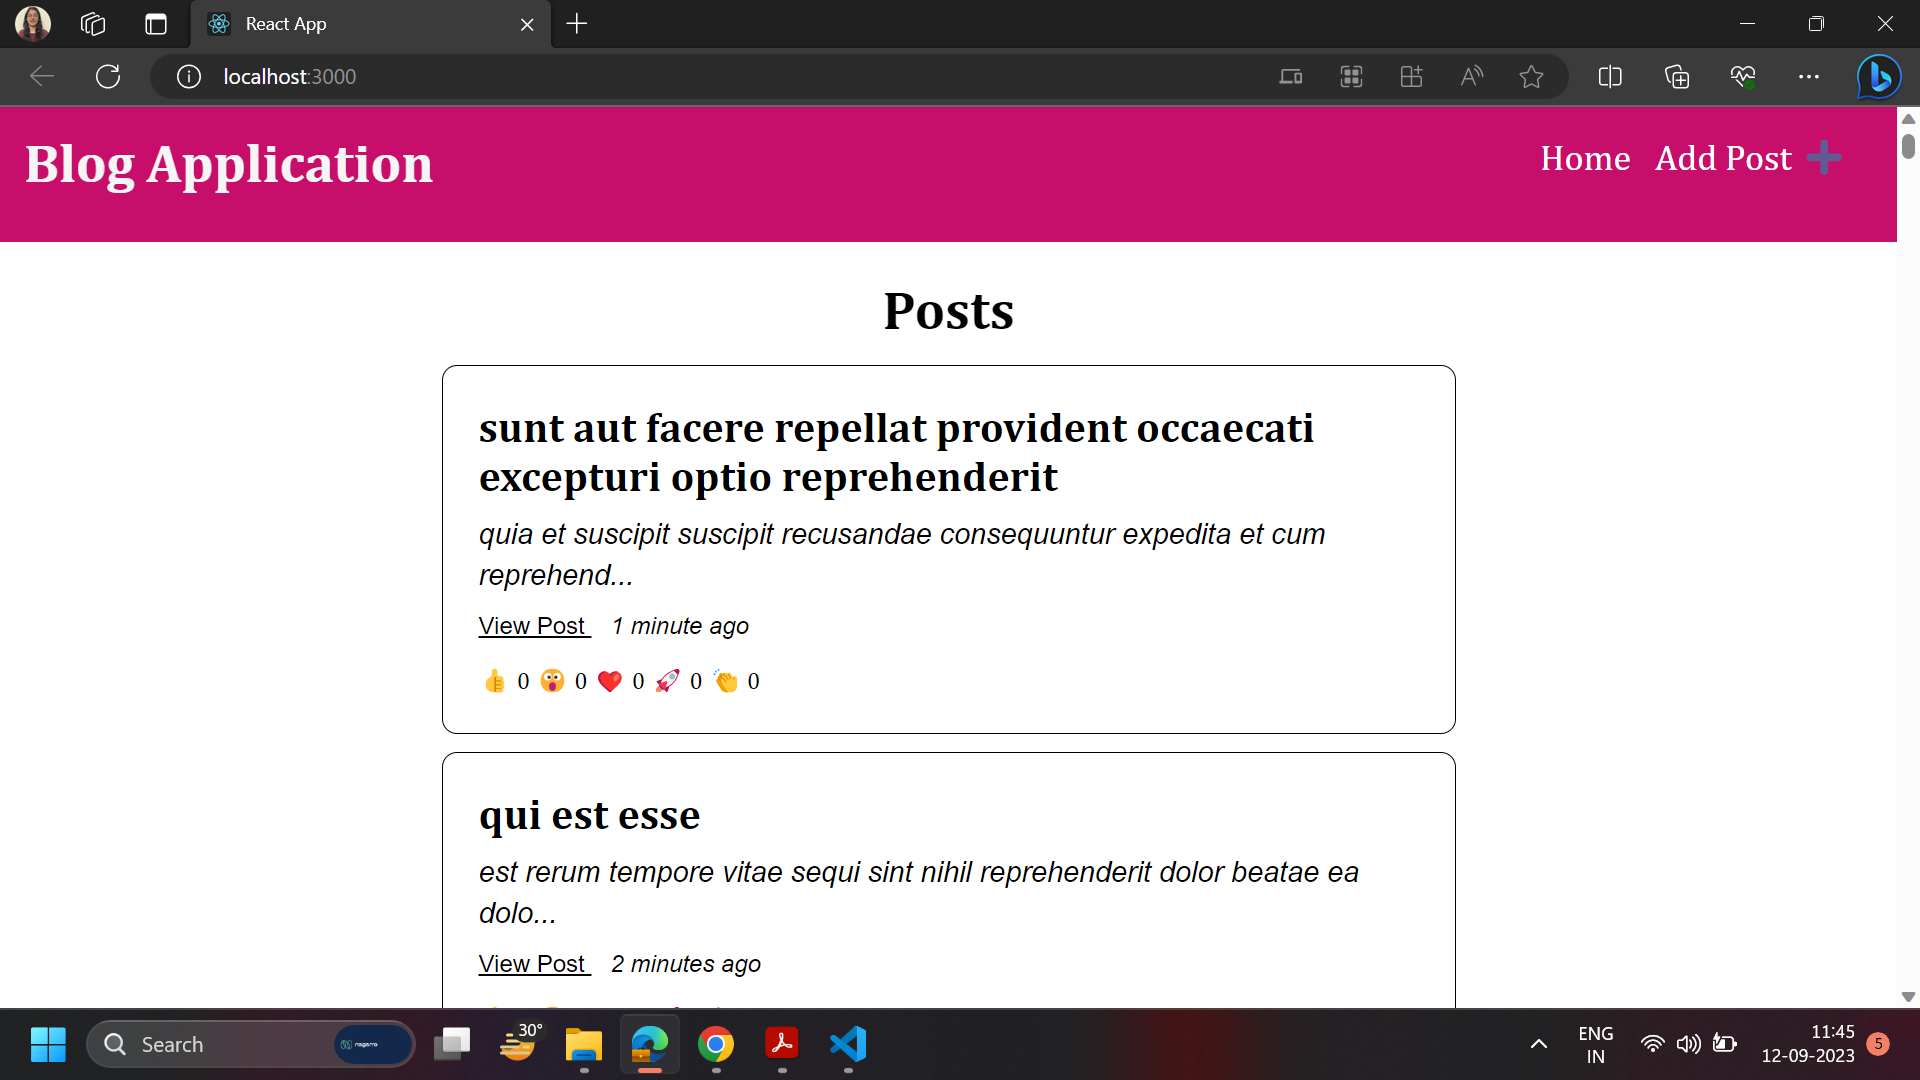 React App
localhost:3000
Blog Application
Home Add Post
Posts
sunt aut facere repellat provident occaecati
excepturi optio reprehenderit
quia et suscipit suscipit recusandae consequuntur expedita et cum
reprehend...
View Post 1 minute ago
0 0 0 0 0
qui est esse
est rerum tempore vitae sequi sint nihil reprehenderit dolor beatae ea
dolo...
View Post 2 minutes ago
Search
nagarro
30°
ENG
IN
11:45
12-09-2023
5